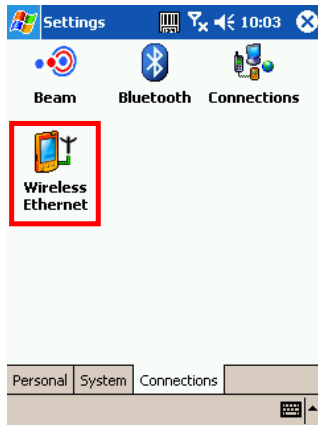 Settings 10:03
Beam Bluetooth Connections
Wireless
Ethernet
Personal System Connections